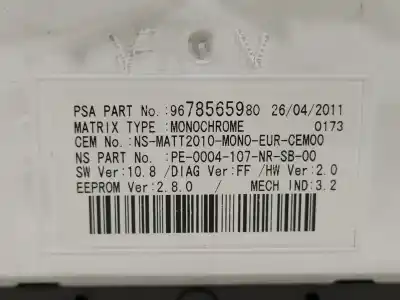 PSA PART No.:9678565980 26/04/2011
MATRIX TYPE :MONOCHROME 0173
CEM No. :NS-MATT2010-MONO-EUR-CEM00
NS PART No. :PE-0004-107-NR-SB-00
SW Ver:10.8 /DIAG Ver:FF /HW Ver:2.0
EEPROM Ver:2.8.0 / MECH IND:3.2